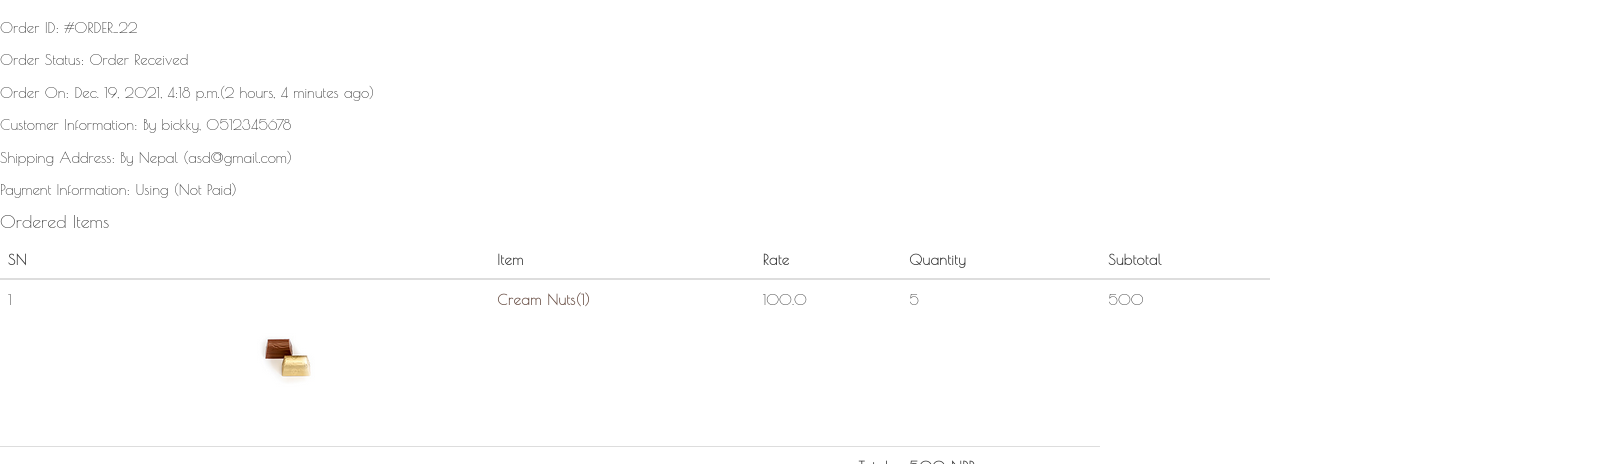 Order ID: #ORDER_22
Order Status: Order Received
Order On: Dec. 19, 2021, 4:18 p.m.(2 hours, 4 minutes ago)
Customer Information: By bickky, 0512345678
Shipping Address: By Nepal (asd@gmail.com)
Payment Information: Using (Not Paid)
Ordered Items
SN Item Rate Quantity Subtotal
1 Cream Nuts(1) 100.0 5 500
500 NPR